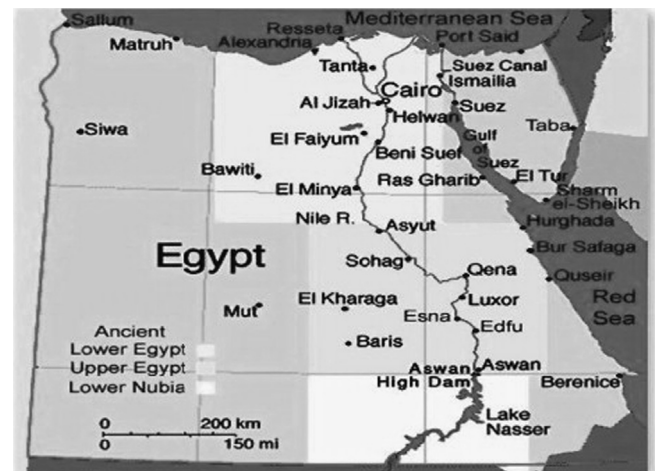 Sallum
Mediterranean Sea
Resseta
Matruh
Alexandria
Port Said
Tanta
Suez Canal
Ismailia
Cairo
Al Jizah
Suez
Helwan
Siwa
Taba
El Faiyum
Gulf
of
Suez
Beni Suef
Bawiti
Ras Gharib
El Tur
El Minya
Sharm
el-Sheikh
Nile R.
Hurghada
Asyut
Bur Safaga
Egypt
Sohag
Qena
Quseir
Mut
El Kharaga
Luxor
Red
Sea
Esna
Edfu
Ancient
Lower Egypt
Upper Egypt
Lower Nubia
Baris
Aswan
High Dam
Aswan
Berenice
Lake
Nasser
0 200 km
0 150 mi